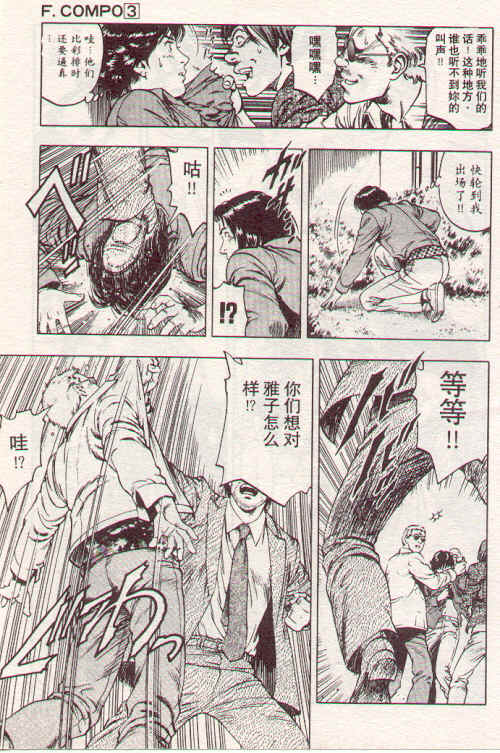 F. COMPO 3
乖乖地听我们的
话!这种地方,
谁也听不到妳的
叫声!!
嘿嘿
嘿嘿…
哇…他们
比彩排时
还要逼真
…
快轮到我
出场了!!
!?
咕!!
等等!!
你们想对
雅子怎么
样!?
哇!?